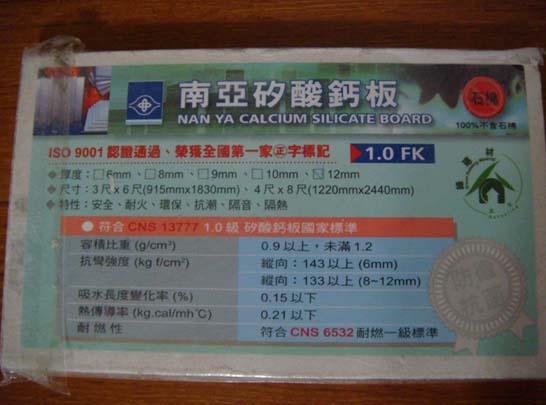 南亞矽酸鈣板
NAN YA CALCIUM SILICATE BOARD
石棉
100%不含石棉
ISO 9001 認證通過、榮獲全國第一家㊣字標記
1.0 FK
◆ 厚度：□6mm、□8mm、□9mm、□10mm、□12mm
◆ 尺寸：3 尺 x 6 尺(915mmx1830mm)、4 尺 x 8 尺(1220mmx2440mm)
◆ 特性：安全、耐火、環保、抗潮、隔音、隔熱
● 符合 CNS 13777 1.0 級 矽酸鈣板國家標準
容積比重 (g/cm³) 0.9 以上，未滿 1.2
抗彎強度 (kg f/cm²) 縱向：143 以上 (6mm)
縱向：133 以上 (8~12mm)
吸水長度變化率 (%) 0.15 以下
熱傳導率 (kg.cal/mh℃) 0.21 以下
耐燃性 符合 CNS 6532 耐燃一級標準